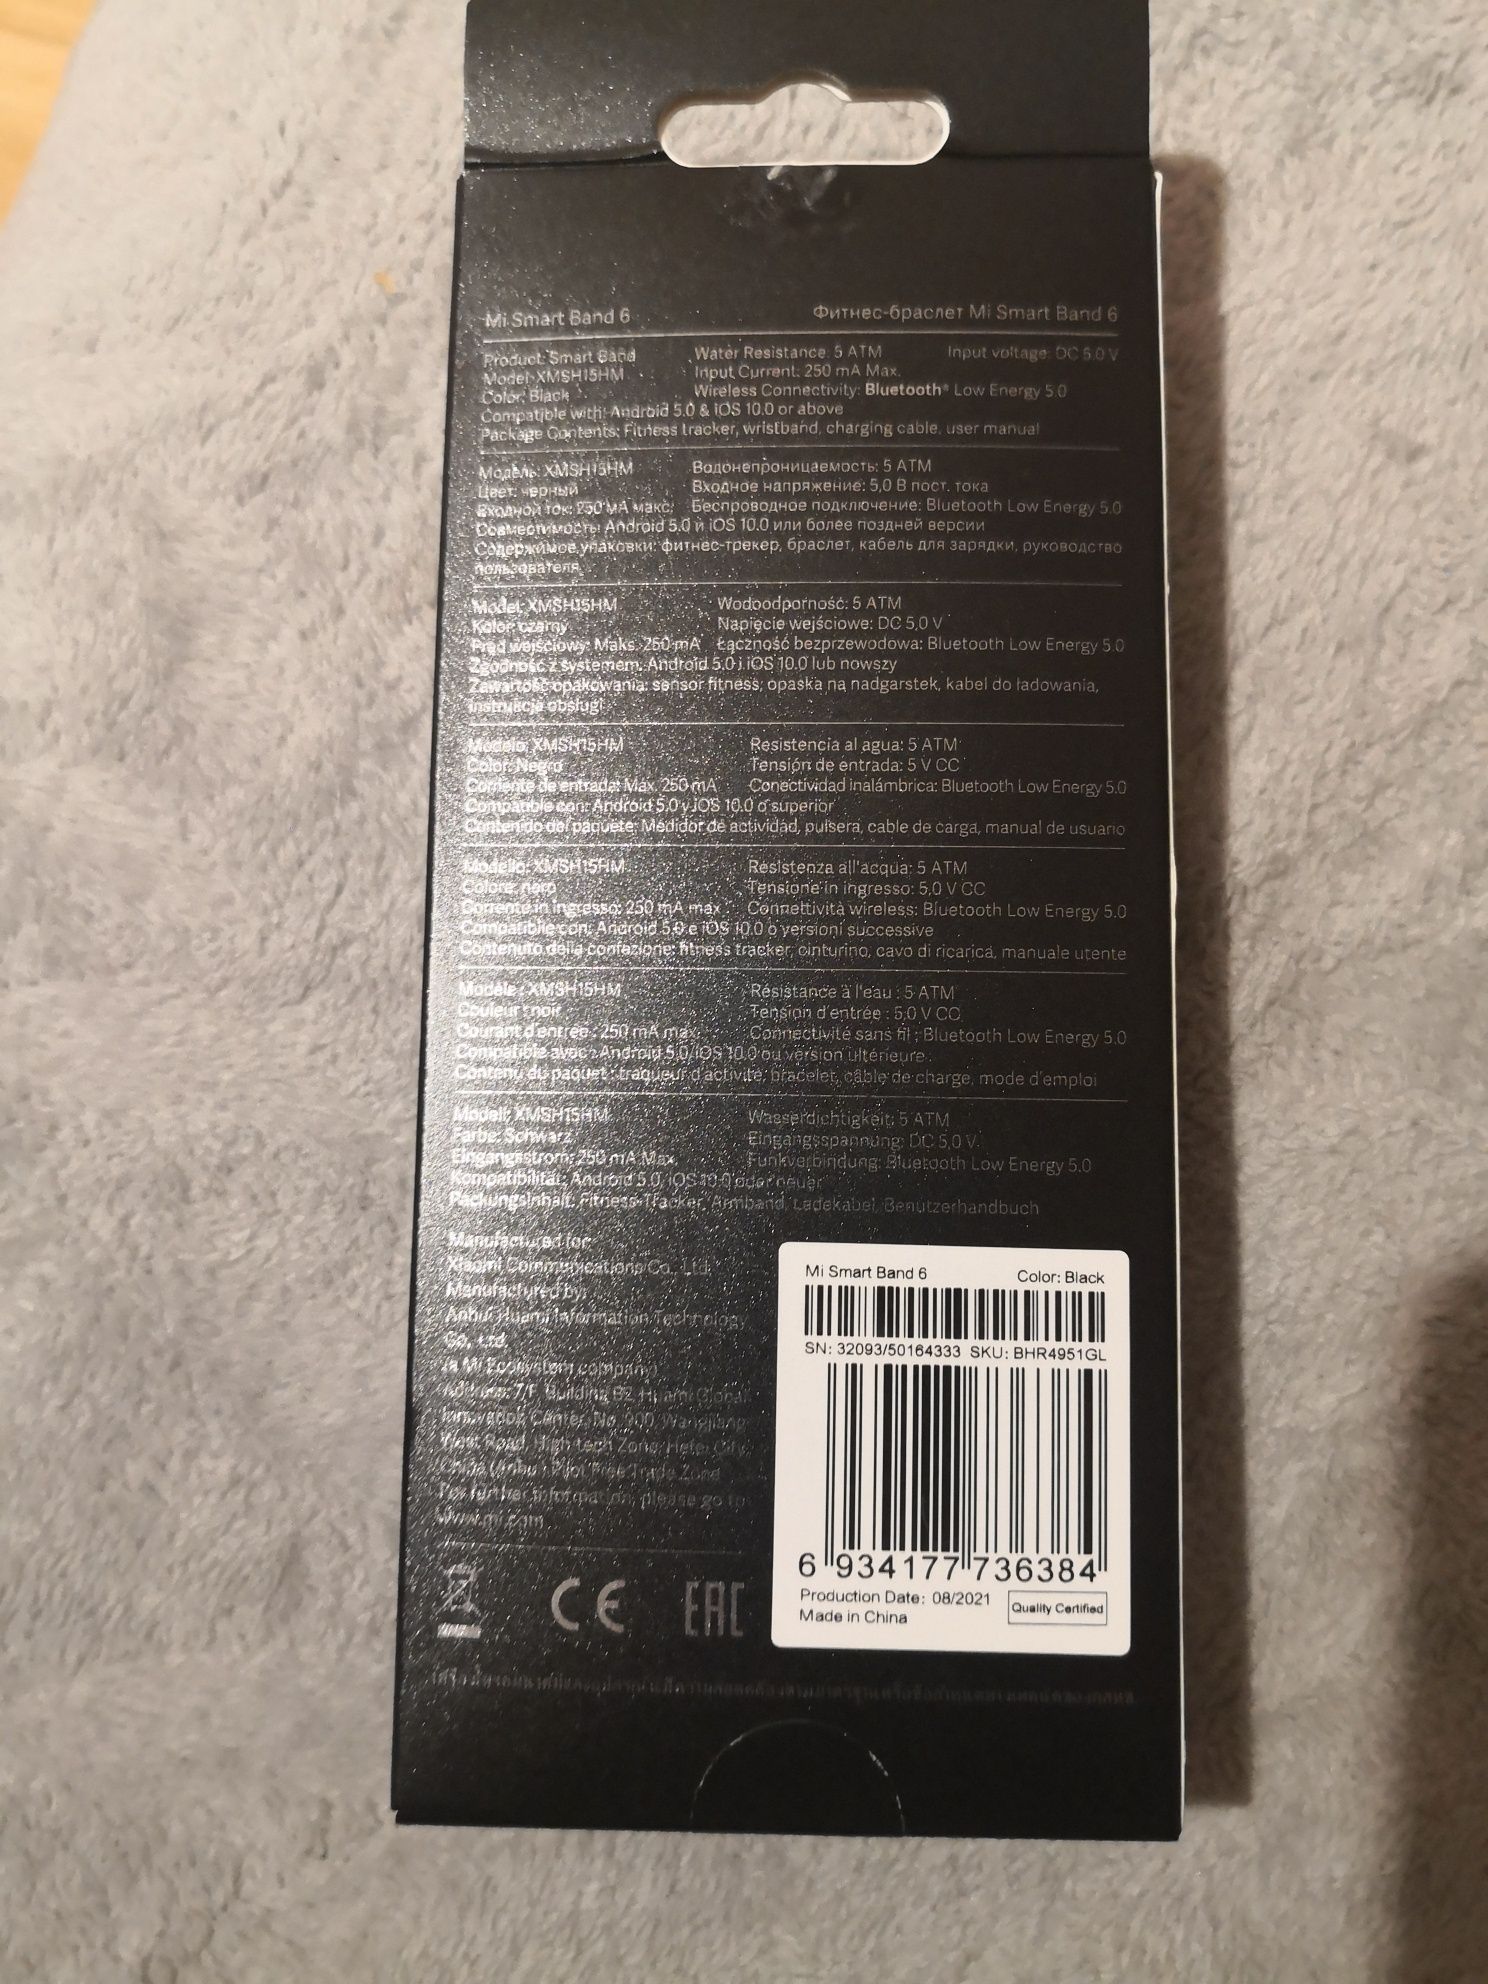 Mi Smart Band 6 Фитнес-браслет Mi Smart Band 6
Product: Smart Band Water Resistance: 5 ATM Input voltage: DC 5.0 V
Model: XMSH15HM Input Current: 250 mA Max.
Color: Black Wireless Connectivity: Bluetooth® Low Energy 5.0
Compatible with: Android 5.0 & iOS 10.0 or above
Package Contents: Fitness tracker, wristband, charging cable, user manual
Модель: XMSH15HM Водонепроницаемость: 5 ATM
Цвет: черный Входное напряжение: 5,0 В пост. тока
Входной ток: 250 мА макс. Беспроводное подключение: Bluetooth Low Energy 5.0
Совместимость: Android 5.0 и iOS 10.0 или более поздней версии
Содержимое упаковки: фитнес-трекер, браслет, кабель для зарядки, руководство
пользователя
Model: XMSH15HM Wodoodporność: 5 ATM
Kolor: czarny Napięcie wejściowe: DC 5,0 V
Prąd wejściowy: Maks. 250 mA Łączność bezprzewodowa: Bluetooth Low Energy 5.0
Zgodność z systemem: Android 5.0 i iOS 10.0 lub nowszy
Zawartość opakowania: sensor fitness, opaska na nadgarstek, kabel do ładowania,
instrukcja obsługi
Modelo: XMSH15HM Resistencia al agua: 5 ATM
Color: Negro Tensión de entrada: 5 V CC
Corriente de entrada: Max. 250 mA Conectividad inalámbrica: Bluetooth Low Energy 5.0
Compatible con: Android 5.0 y iOS 10.0 o superior
Contenido del paquete: Medidor de actividad, pulsera, cable de carga, manual de usuario
Modello: XMSH15HM Resistenza all'acqua: 5 ATM
Colore: nero Tensione in ingresso: 5,0 V CC
Corrente in ingresso: 250 mA max Connettività wireless: Bluetooth Low Energy 5.0
Compatibile con: Android 5.0 e iOS 10.0 o versioni successive
Contenuto della confezione: fitness tracker, cinturino, cavo di ricarica, manuale utente
Modèle : XMSH15HM Résistance à l'eau : 5 ATM
Couleur : noir Tension d'entrée : 5,0 V CC
Courant d'entrée : 250 mA max. Connectivité sans fil : Bluetooth Low Energy 5.0
Compatible avec : Android 5.0/iOS 10.0 ou version ultérieure
Contenu du paquet : traqueur d'activité, bracelet, câble de charge, mode d'emploi
Modell: XMSH15HM Wasserdichtigkeit: 5 ATM
Farbe: Schwarz Eingangsspannung: DC 5,0 V
Eingangsstrom: 250 mA Max. Funkverbindung: Bluetooth Low Energy 5.0
Kompatibilität: Android 5.0, iOS 10.0 oder neuer
Packungsinhalt: Fitness-Tracker, Armband, Ladekabel, Benutzerhandbuch
Manufactured for:
Xiaomi Communications Co., Ltd.
Manufactured by:
Anhui Huami Information Technology
Co., Ltd.
(a Mi Ecosystem company)
Address: 7/F, Building B2, Huami Global
Innovation Center, No. 900, Wangjiang
West Road, High-tech Zone, Hefei City,
China (Anhui) Pilot Free Trade Zone
For further information, please go to
www.mi.com
CE EAC
Mi Smart Band 6 Color: Black
SN: 32093/50164333 SKU: BHR4951GL
6 934177 736384
Production Date: 08/2021
Made in China
Quality Certified